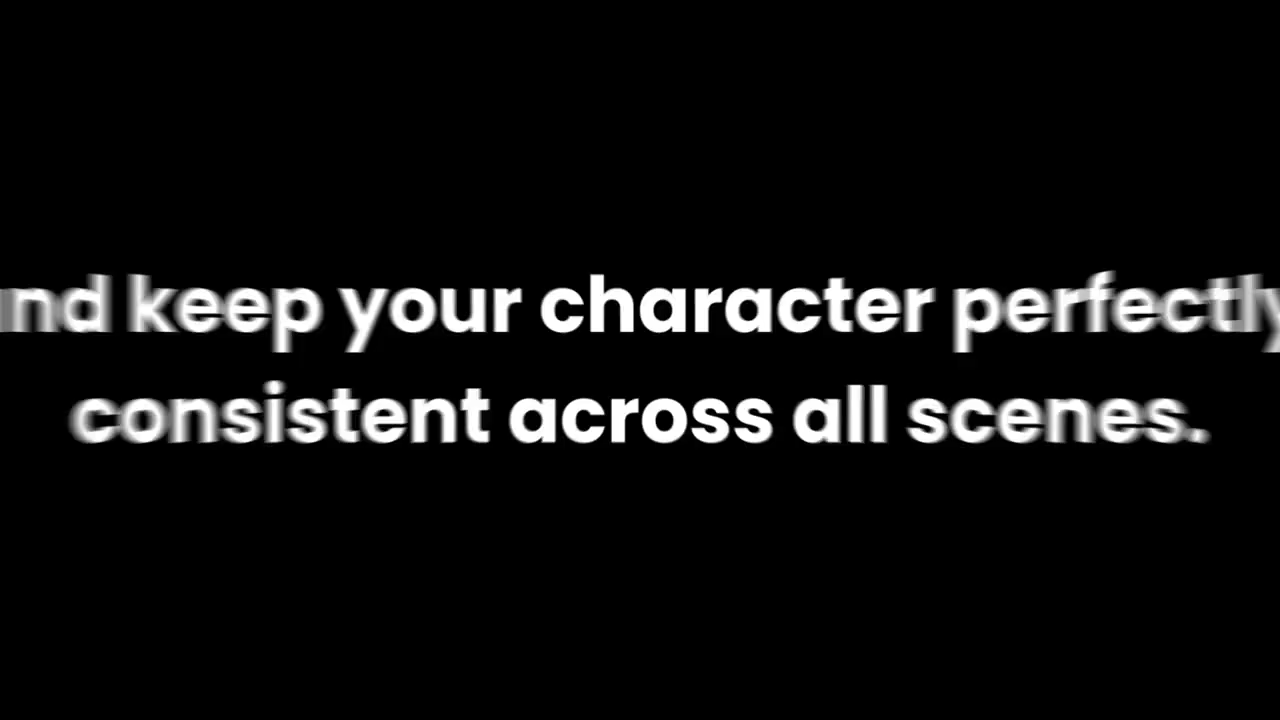 nd keep your character perfectly
consistent across all scenes.